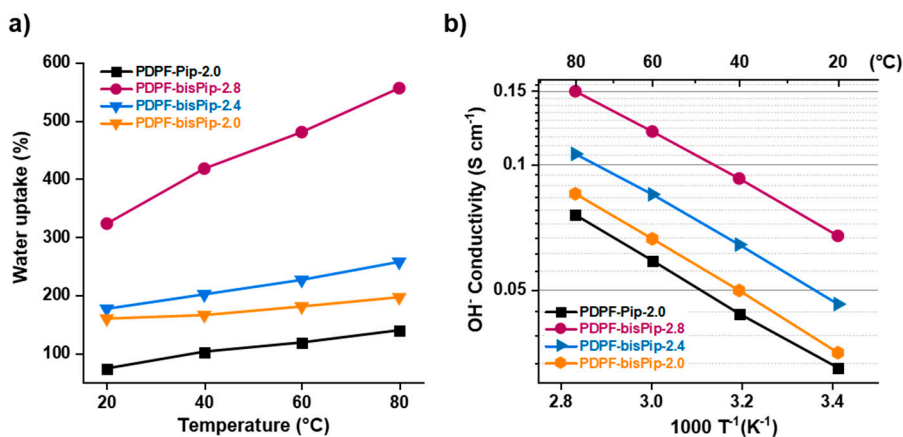 a)
600
500
400
300
200
100
Water uptake (%)
PDPF-Pip-2.0
PDPF-bisPip-2.8
PDPF-bisPip-2.4
PDPF-bisPip-2.0
20 40 60 80
Temperature (°C)
b)
80 60 40 20 (°C)
0.15
0.1
0.05
OH⁻ Conductivity (S cm⁻¹)
PDPF-Pip-2.0
PDPF-bisPip-2.8
PDPF-bisPip-2.4
PDPF-bisPip-2.0
2.8 3.0 3.2 3.4
1000 T⁻¹(K⁻¹)